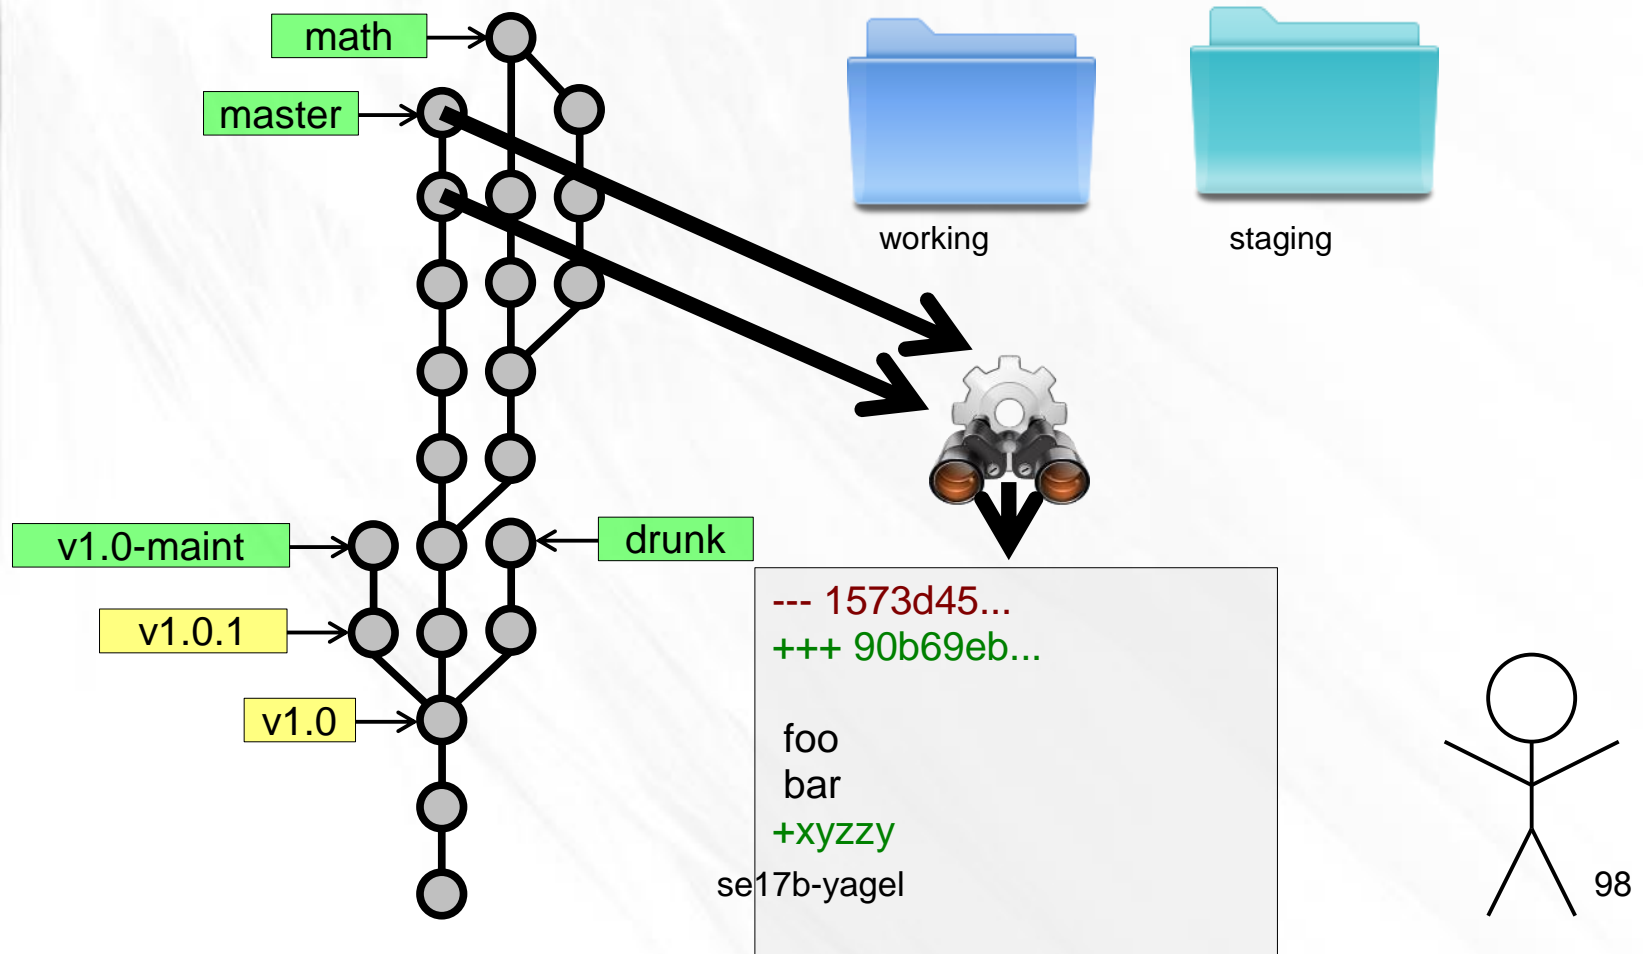 math
master
working
staging
v1.0-maint
drunk
v1.0.1
v1.0
--- 1573d45...
+++ 90b69eb...
foo
bar
+xyzzy
se17b-yagel
98